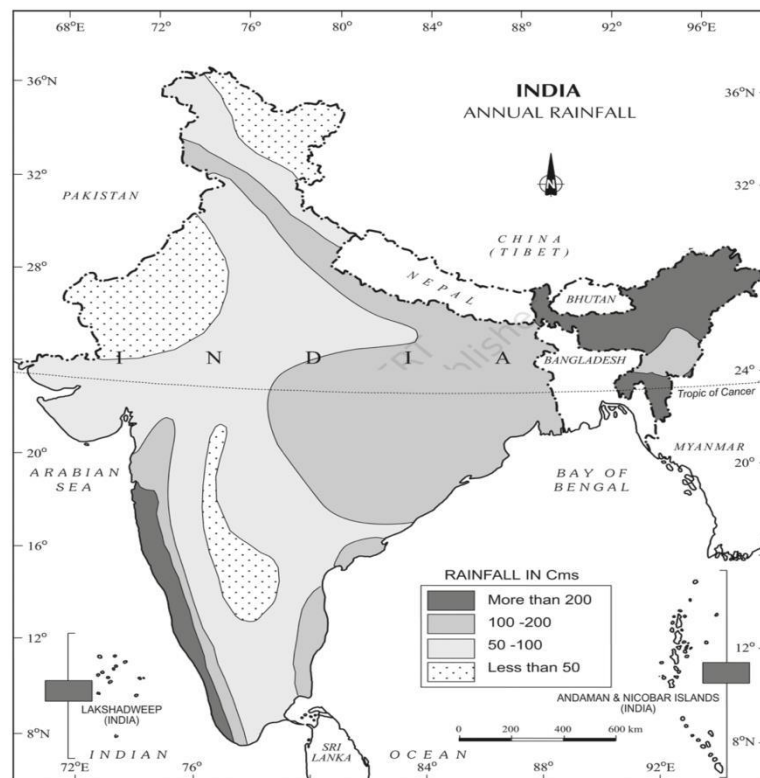 68°E 72° 76° 80° 84° 88° 92° 96°E
36°N
36°N
INDIA
ANNUAL RAINFALL
N
32°
32°
PAKISTAN
CHINA
(TIBET)
28°
28°
NEPAL
BHUTAN
I N D I A
BANGLADESH
24°
24°
Tropic of Cancer
MYANMAR
20°
20°
ARABIAN
SEA
BAY OF
BENGAL
16°
16°
RAINFALL IN Cms
More than 200
100 -200
50 -100
Less than 50
12°
12°
LAKSHADWEEP
(INDIA)
ANDAMAN & NICOBAR ISLANDS
(INDIA)
0 200 400 600 km
8°N
8°N
INDIAN
SRI
LANKA
OCEAN
72°E 76° 84° 88° 92°E